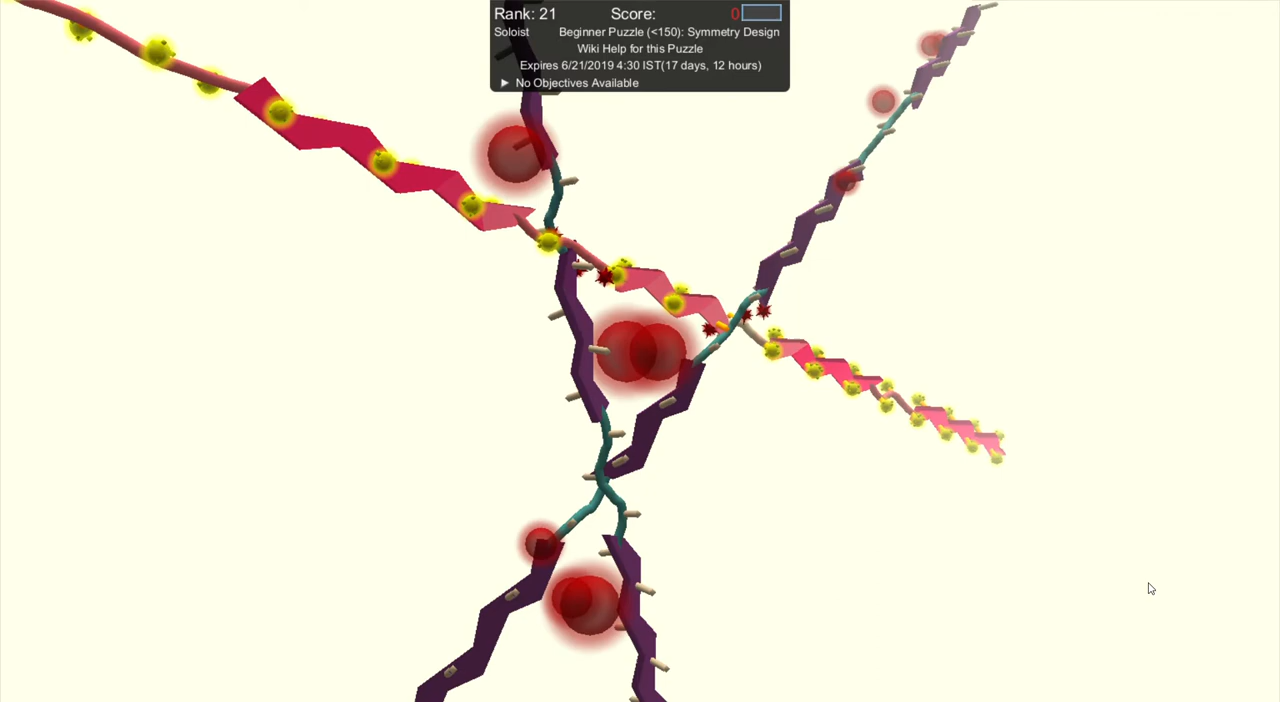 Rank: 21 Score: 0
Soloist Beginner Puzzle (<150): Symmetry Design
Wiki Help for this Puzzle
Expires 6/21/2019 4:30 IST(17 days, 12 hours)
No Objectives Available